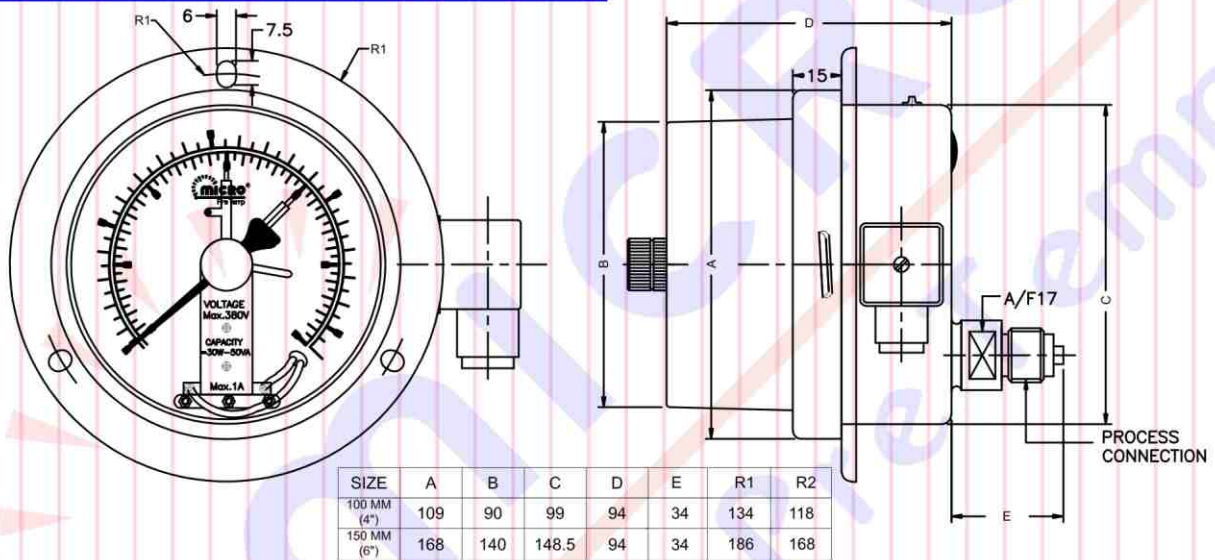 R1
6
7.5
R1
MICRO®
VOLTAGE
Max.380V
CAPACITY
=30W-50VA
Max.1A
D
15
B
A
C
A/F17
PROCESS
CONNECTION
E
SIZE A B C D E R1 R2
100 MM (4") 109 90 99 94 34 134 118
150 MM (6") 168 140 148.5 94 34 186 168